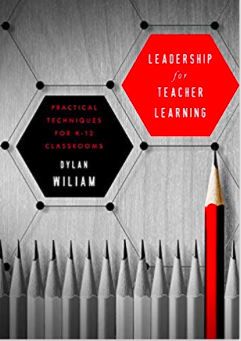 LEADERSHIP
for
TEACHER
LEARNING
PRACTICAL
TECHNIQUES
FOR K-12
CLASSROOMS
DYLAN
WILIAM